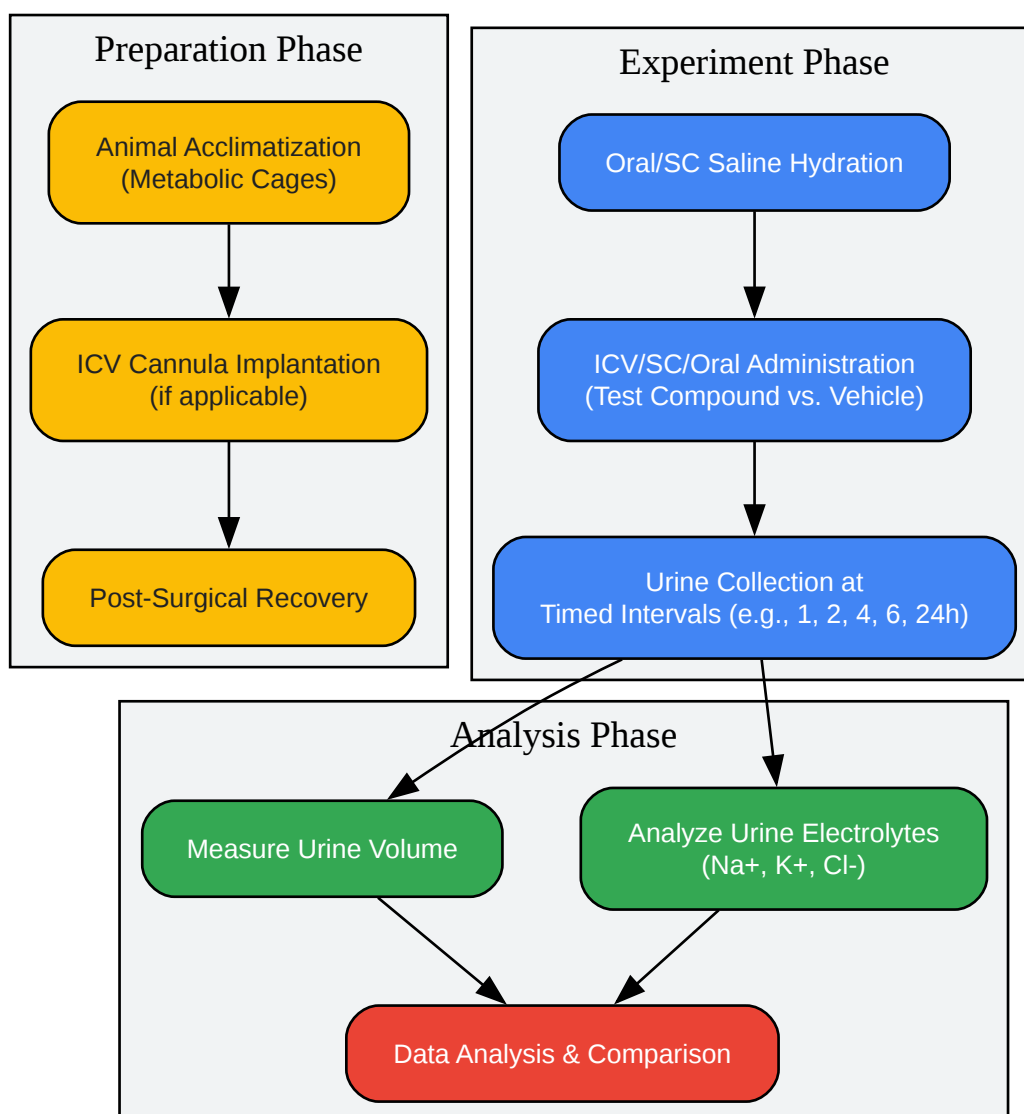 Preparation Phase
Animal Acclimatization
(Metabolic Cages)
ICV Cannula Implantation
(if applicable)
Post-Surgical Recovery
Experiment Phase
Oral/SC Saline Hydration
ICV/SC/Oral Administration
(Test Compound vs. Vehicle)
Urine Collection at
Timed Intervals (e.g., 1, 2, 4, 6, 24h)
Analysis Phase
Measure Urine Volume
Analyze Urine Electrolytes
(Na+, K+, Cl-)
Data Analysis & Comparison